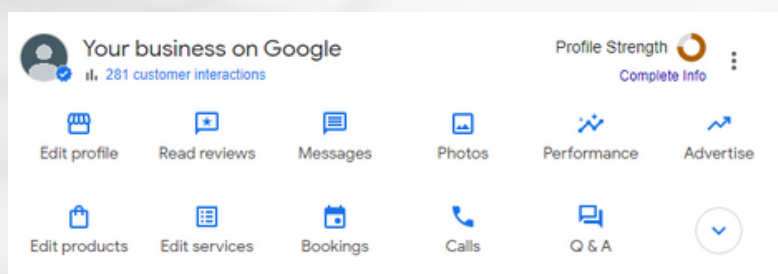 Your business on Google
281 customer interactions
Profile Strength
Complete Info
Edit profile
Read reviews
Messages
Photos
Performance
Advertise
Edit products
Edit services
Bookings
Calls
Q & A